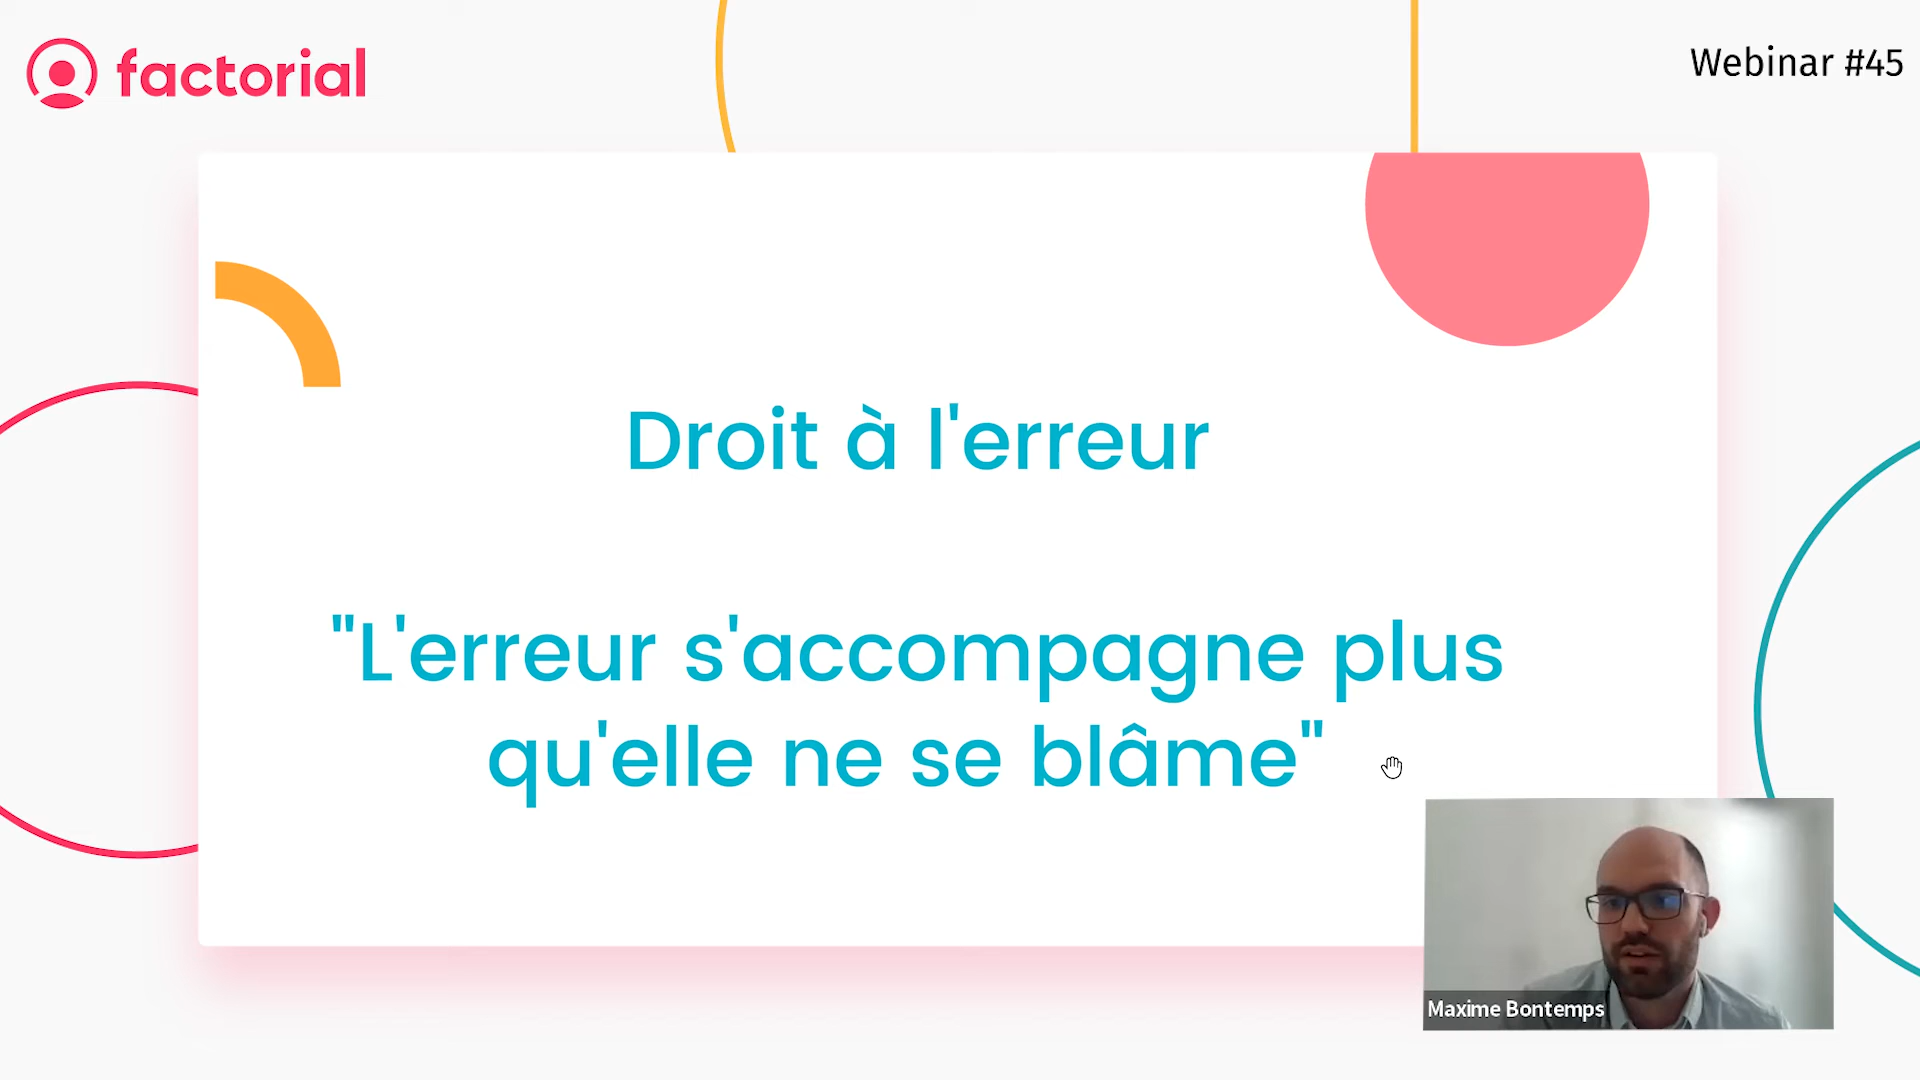 factorial
Webinar #45
Droit à l'erreur
"L'erreur s'accompagne plus
qu'elle ne se blâme"
Maxime Bontemps